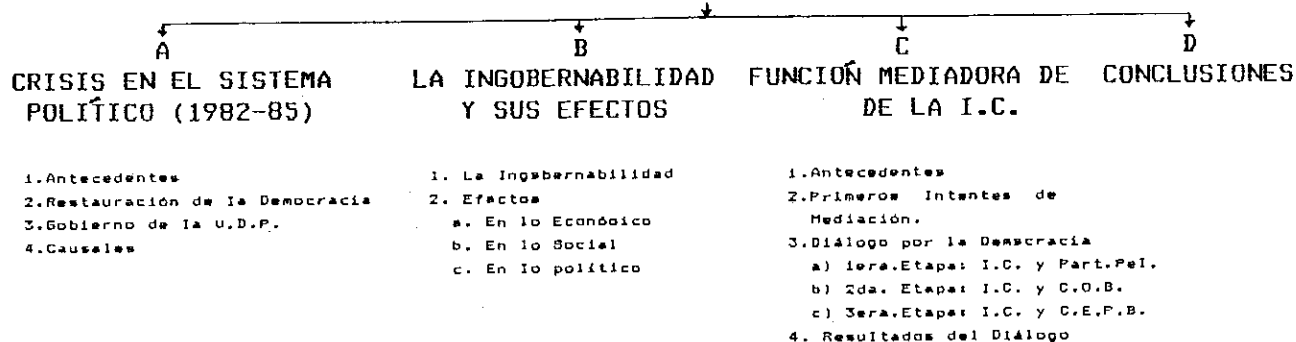 A
CRISIS EN EL SISTEMA
POLÍTICO (1982-85)
1.Antecedentes
2.Restauración de la Democracia
3.Gobierno de la U.D.P.
4.Causales
B
LA INGOBERNABILIDAD
Y SUS EFECTOS
1. La Ingobernabilidad
2. Efectos
a. En lo Econóoico
b. En lo Social
c. En lo político
C
FUNCIOŃ MEDIADORA DE
DE LA I.C.
1.Antecedentes
2.Primeros Intentes de
Mediación.
3.Diálogo por la Democracia
a) 1era.Etapa: I.C. y Part.Pol.
b) 2da. Etapa: I.C. y C.O.B.
c) 3era.Etapa: I.C. y C.E.P.B.
4. Resultados del Diálogo
D
CONCLUSIONES